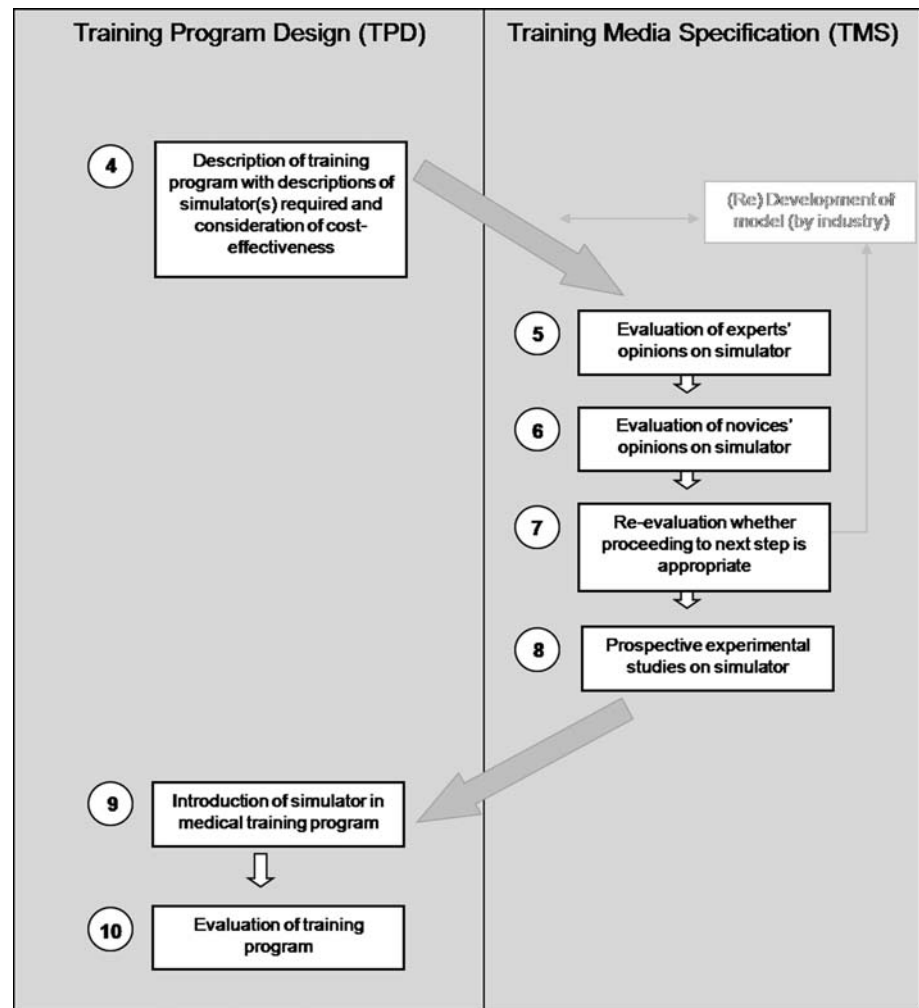 Training Program Design (TPD)
Training Media Specification (TMS)
4
Description of training
program with descriptions of
simulator(s) required and
consideration of cost-
effectiveness
(Re) Development of
model (by industry)
5
Evaluation of experts'
opinions on simulator
6
Evaluation of novices'
opinions on simulator
7
Re-evaluation whether
proceeding to next step is
appropriate
8
Prospective experimental
studies on simulator
9
Introduction of simulator in
medical training program
10
Evaluation of training
program